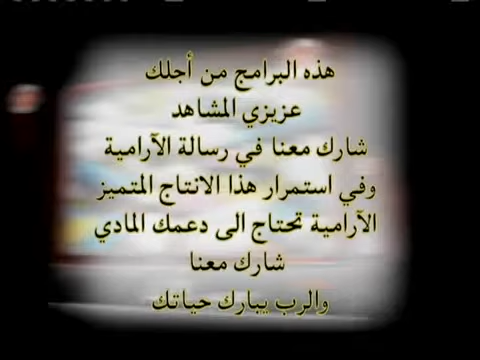 هذه البرامج من أجلك
عزيزي المشاهد
شارك معنا في رسالة الآرامية
وفي استمرار هذا الانتاج المتميز
الآرامية تحتاج الى دعمك المادي
شارك معنا
والرب يبارك حياتك